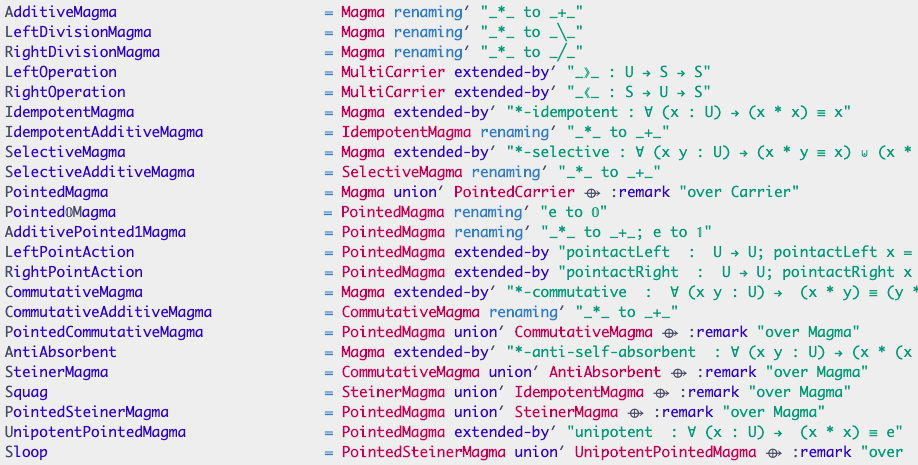 AdditiveMagma = Magma renaming′ "_*_ to _+_"
LeftDivisionMagma = Magma renaming′ "_*_ to _\_"
RightDivisionMagma = Magma renaming′ "_*_ to _/_"
LeftOperation = MultiCarrier extended-by′ "_⟫_ : U → S → S"
RightOperation = MultiCarrier extended-by′ "_⟪_ : S → U → S"
IdempotentMagma = Magma extended-by′ "*-idempotent : ∀ (x : U) → (x * x) ≡ x"
IdempotentAdditiveMagma = IdempotentMagma renaming′ "_*_ to _+_"
SelectiveMagma = Magma extended-by′ "*-selective : ∀ (x y : U) → (x * y ≡ x) ⊎ (x *
SelectiveAdditiveMagma = SelectiveMagma renaming′ "_*_ to _+_"
PointedMagma = Magma union′ PointedCarrier ⟴ :remark "over Carrier"
Pointed𝟘Magma = PointedMagma renaming′ "e to 𝟘"
AdditivePointed1Magma = PointedMagma renaming′ "_*_ to _+_; e to 𝟙"
LeftPointAction = PointedMagma extended-by "pointactLeft : U → U; pointactLeft x =
RightPointAction = PointedMagma extended-by "pointactRight : U → U; pointactRight x
CommutativeMagma = Magma extended-by′ "*-commutative : ∀ (x y : U) → (x * y) ≡ (y *
CommutativeAdditiveMagma = CommutativeMagma renaming′ "_*_ to _+_"
PointedCommutativeMagma = PointedMagma union′ CommutativeMagma ⟴ :remark "over Magma"
AntiAbsorbent = Magma extended-by′ "*-anti-self-absorbent : ∀ (x y : U) → (x * (x
SteinerMagma = CommutativeMagma union′ AntiAbsorbent ⟴ :remark "over Magma"
Squag = SteinerMagma union′ IdempotentMagma ⟴ :remark "over Magma"
PointedSteinerMagma = PointedMagma union′ SteinerMagma ⟴ :remark "over Magma"
UnipotentPointedMagma = PointedMagma extended-by′ "unipotent : ∀ (x : U) → (x * x) ≡ e"
Sloop = PointedSteinerMagma union′ UnipotentPointedMagma ⟴ :remark "over